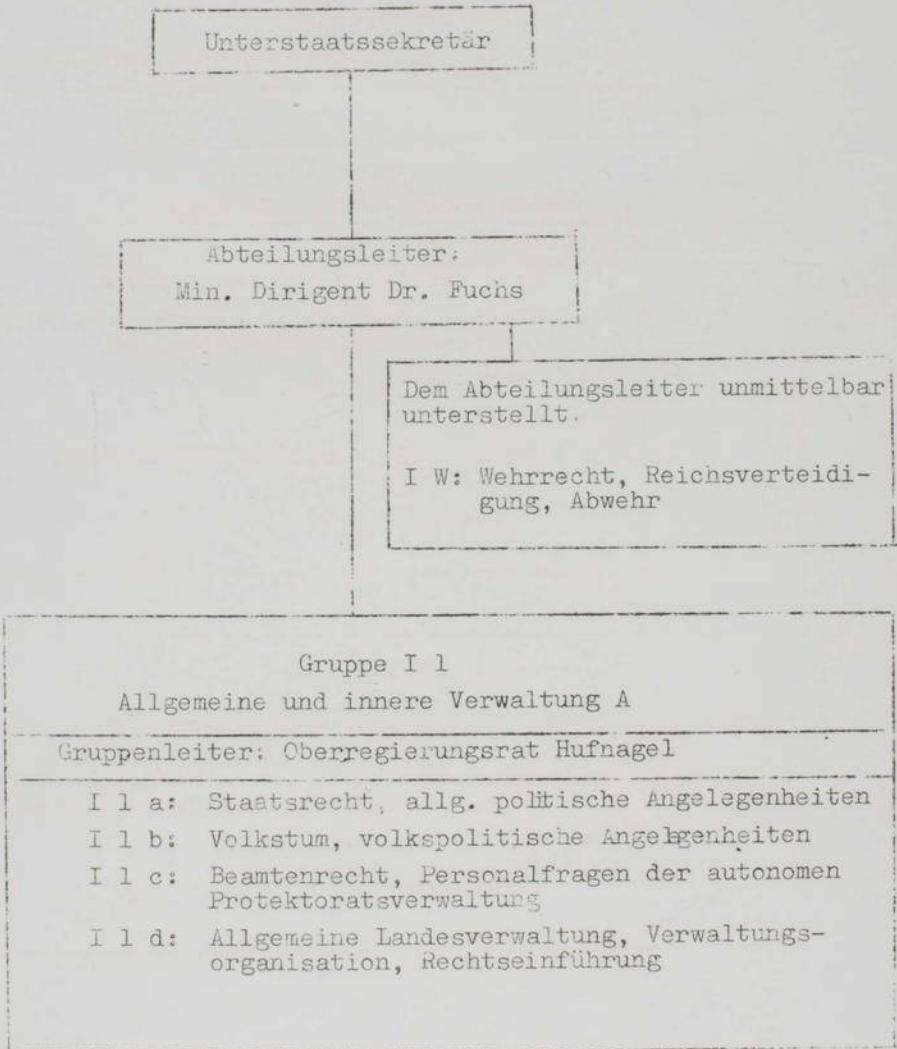 Unterstaatssekretär
Abteilungsleiter:
Min. Dirigent Dr. Fuchs
Dem Abteilungsleiter unmittelbar
unterstellt.
I W: Wehrrecht, Reichsverteidi-
gung, Abwehr
Gruppe I 1
Allgemeine und innere Verwaltung A
Gruppenleiter: Oberregierungsrat Hufnagel
I 1 a: Staatsrecht, allg. politische Angelegenheiten
I 1 b: Volkstum, volkspolitische Angelgenheiten
I 1 c: Beamtenrecht, Personalfragen der autonomen
Protektoratsverwaltung
I 1 d: Allgemeine Landesverwaltung, Verwaltungs-
organisation, Rechtseinführung